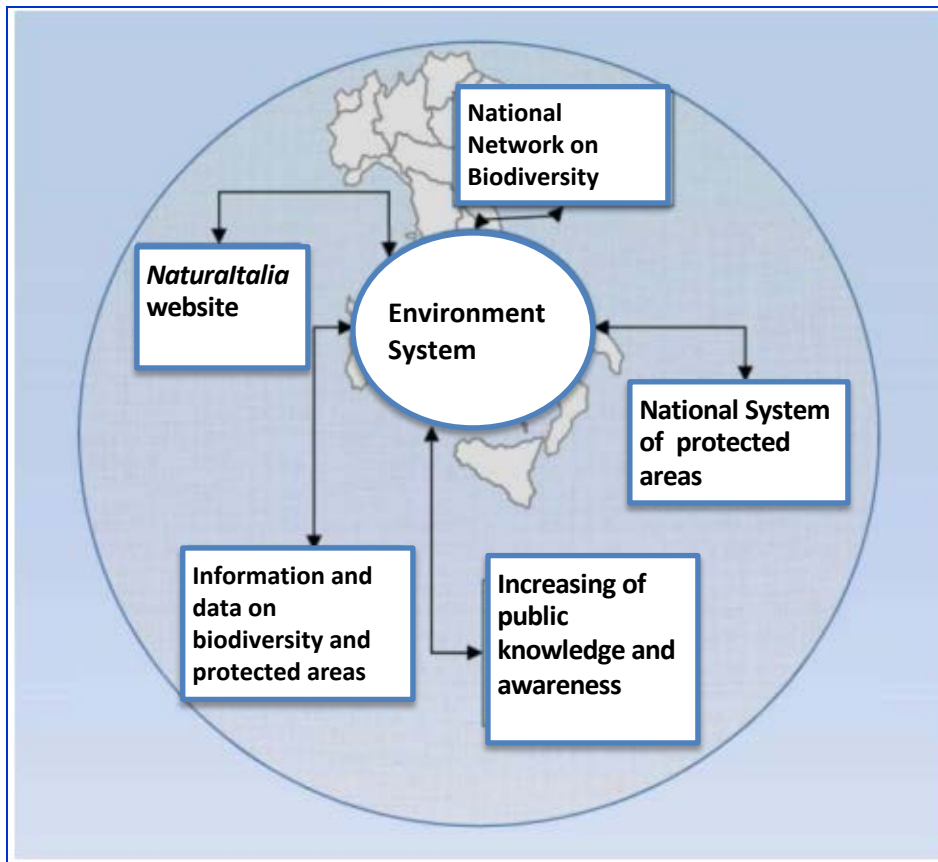 National
Network on
Biodiversity
NaturaItalia
website
Environment
System
National System
of protected
areas
Information and
data on
biodiversity and
protected areas
Increasing of
public
knowledge and
awareness